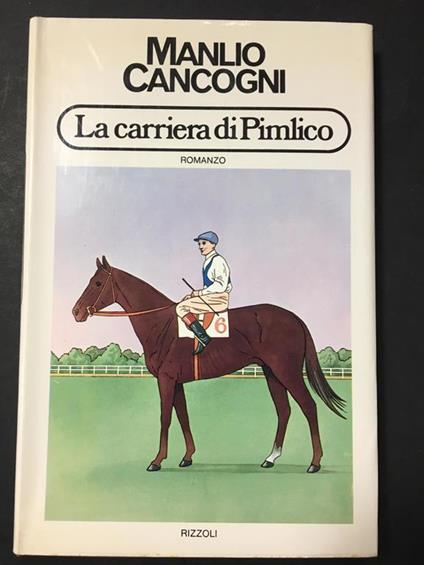 MANLIO
CANCOGNI
La carriera di Pimlico
ROMANZO
6
RIZZOLI